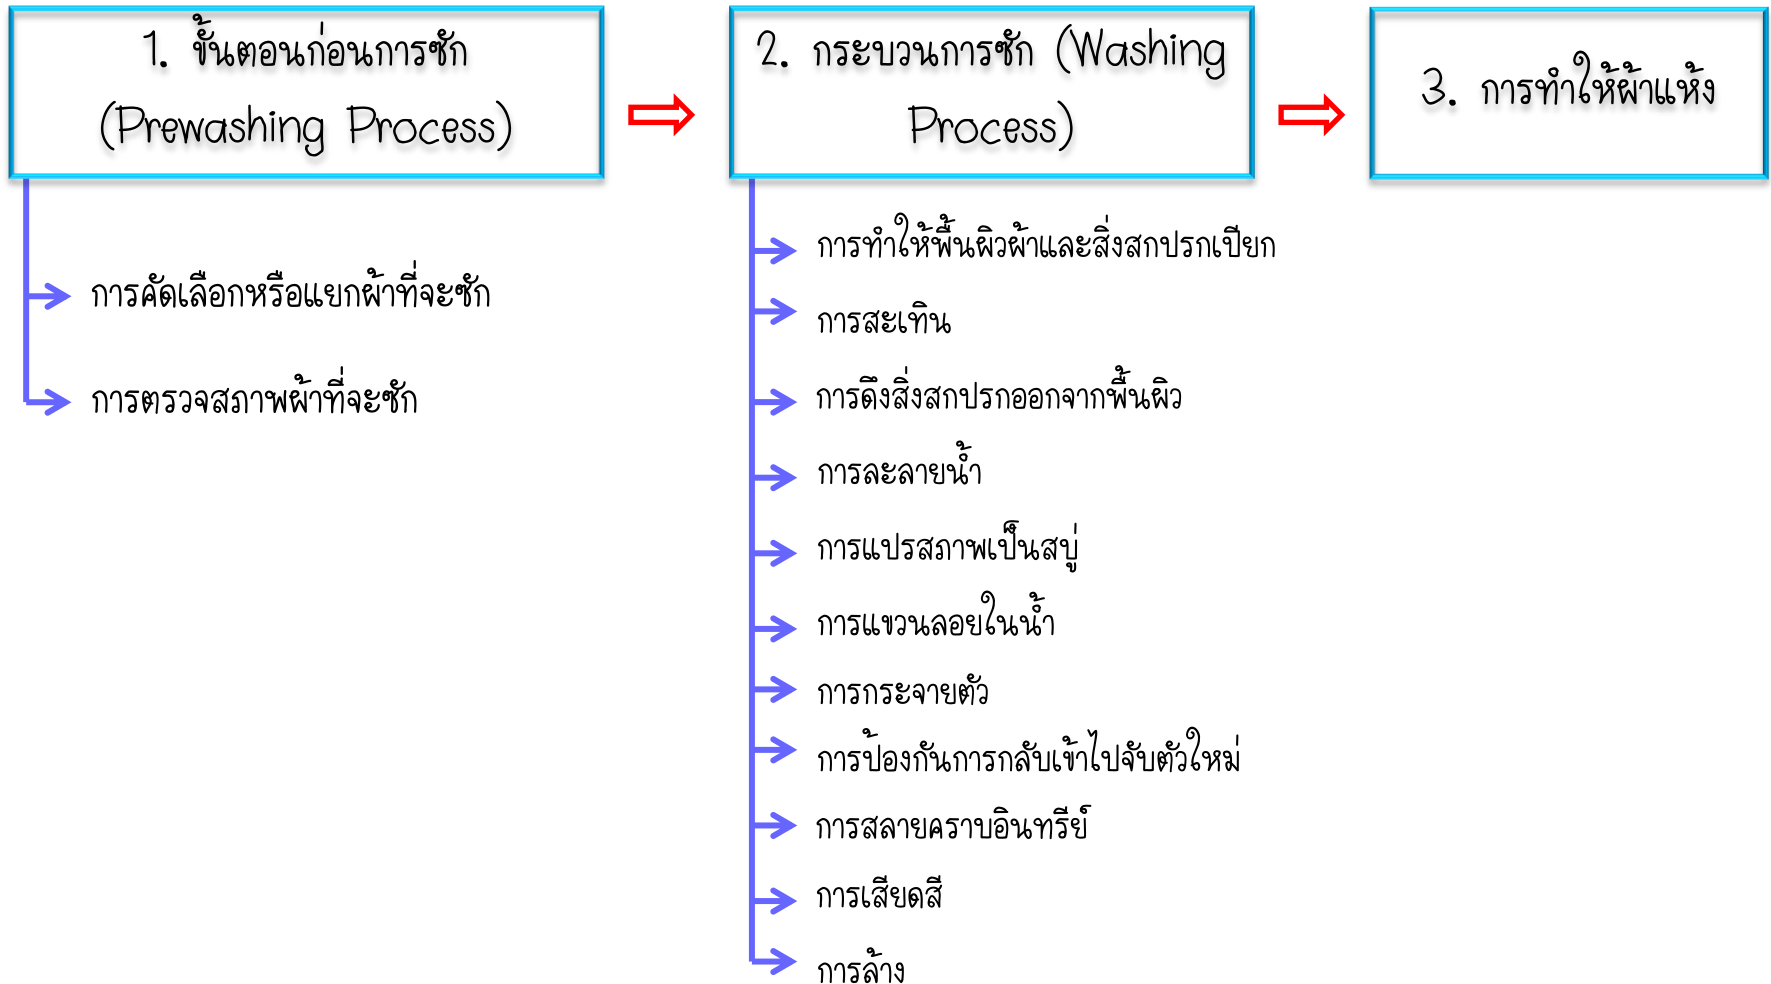 1. ขั้นตอนก่อนการซัก
(Prewashing Process)
2. กระบวนการซัก (Washing
Process)
3. การทำให้ผ้าแห้ง
การคัดเลือกหรือแยกผ้าที่จะซัก
การตรวจสภาพผ้าที่จะซัก
การทำให้พื้นผิวผ้าและสิ่งสกปรกเปียก
การสะเทิน
การดึงสิ่งสกปรกออกจากพื้นผิว
การละลายน้ำ
การแปรสภาพเป็นสบู่
การแขวนลอยในน้ำ
การกระจายตัว
การป้องกันการกลับเข้าไปจับตัวใหม่
การสลายคราบอินทรีย์
การเสียดสี
การล้าง